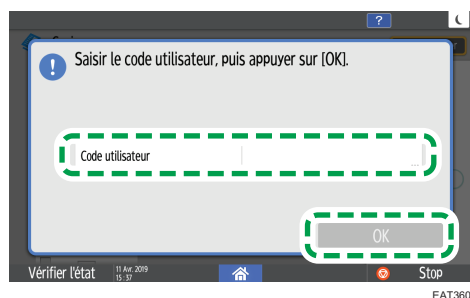 ?
Saisir le code utilisateur, puis appuyer sur [OK].
Code utilisateur
...
OK
Vérifier l'état
11 Avr. 2019
15:37
Stop
EAT360